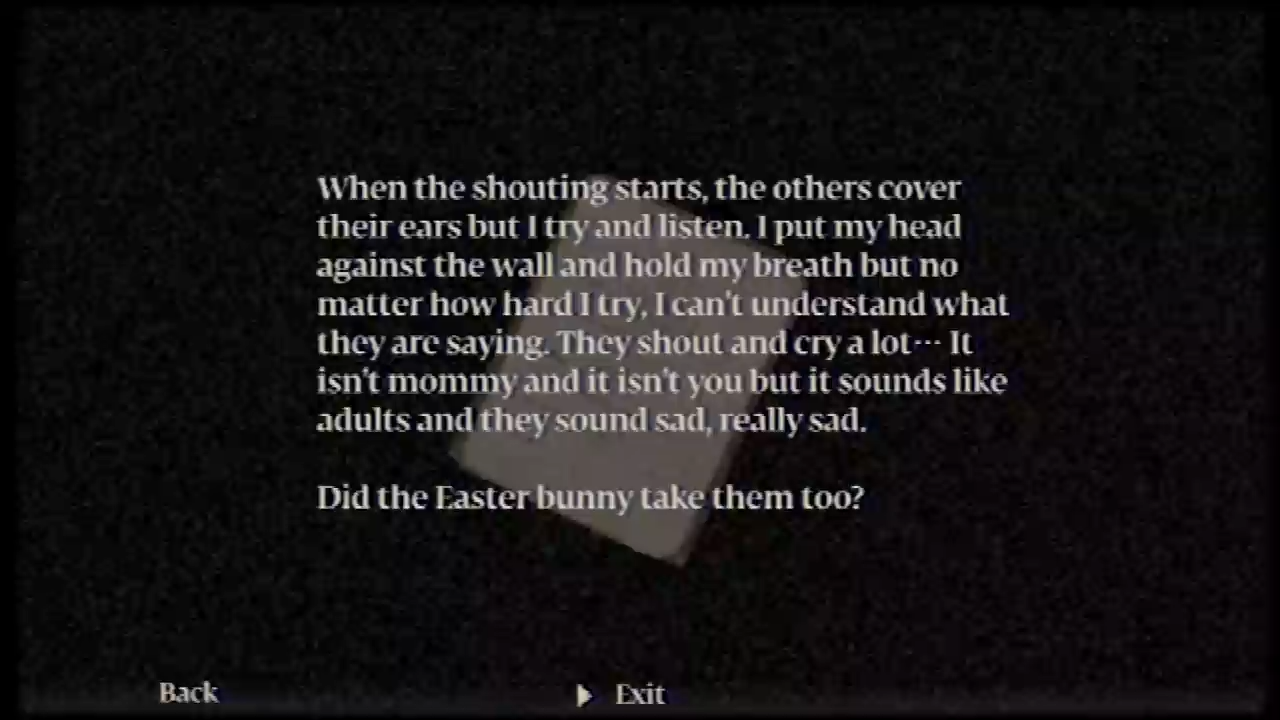 When the shouting starts, the others cover
their ears but I try and listen. I put my head
against the wall and hold my breath but no
matter how hard I try, I can't understand what
they are saying. They shout and cry a lot··· It
isn't mommy and it isn't you but it sounds like
adults and they sound sad, really sad.
Did the Easter bunny take them too?
Back
Exit